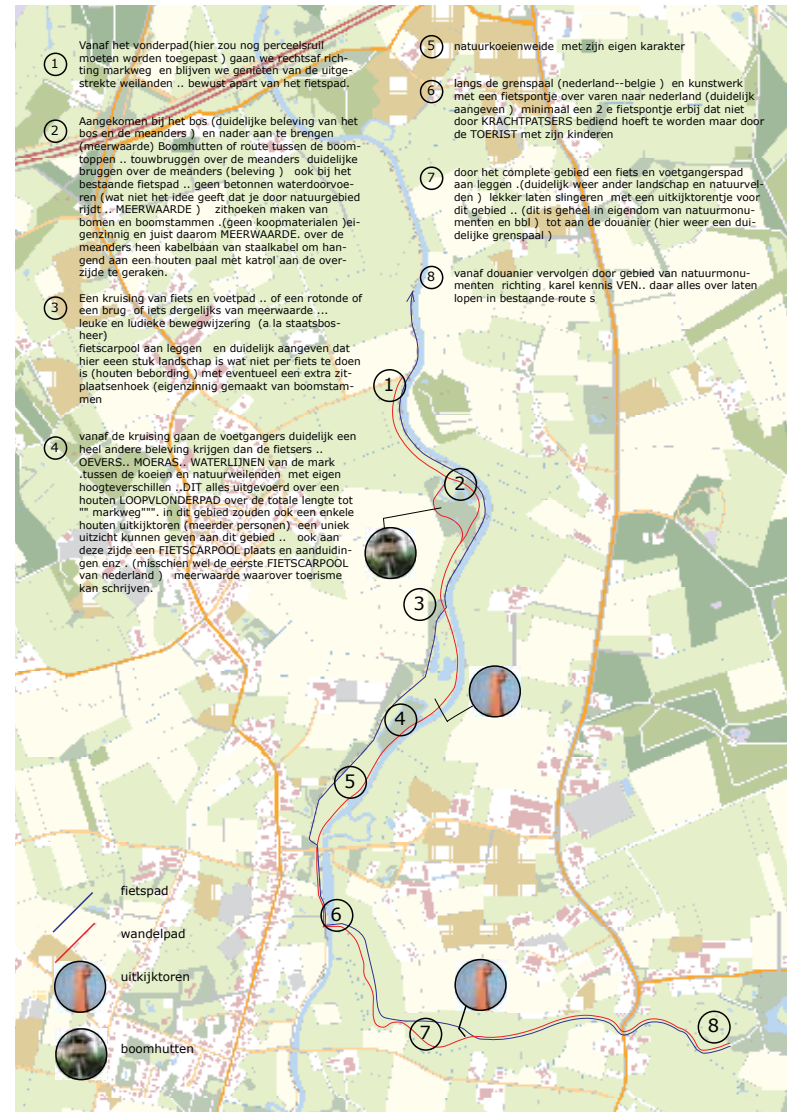 1
Vanaf het vonderpad(hier zou nog perceelsruil
moeten worden toegepast ) gaan we rechtsaf rich-
ting markweg en blijven we genieten van de uitge-
strekte weilanden .. bewust apart van het fietspad.
2
Aangekomen bij het bos (duidelijke beleving van het
bos en de meanders ) en nader aan te brengen
(meerwaarde) Boomhutten of route tussen de boom-
toppen .. touwbruggen over de meanders duidelijke
bruggen over de meanders (beleving ) ook bij het
bestaande fietspad .. geen betonnen waterdoorvoe-
ren (wat niet het idee geeft dat je door natuurgebied
rijdt .. MEERWAARDE ) zithoeken maken van
bomen en boomstammen .(geen koopmaterialen )ei-
genzinnig en juist daarom MEERWAARDE. over de
meanders heen kabelbaan van staalkabel om han-
gend aan een houten paal met katrol aan de over-
zijde te geraken.
3
Een kruising van fiets en voetpad .. of een rotonde of
een brug of iets dergelijks van meerwaarde ...
leuke en ludieke bewegwijzering (a la staatsbos-
heer)
fietscarpool aan leggen en duidelijk aangeven dat
hier eeen stuk landschap is wat niet per fiets te doen
is (houten bebording ) met eventueel een extra zit-
plaatsenhoek (eigenzinnig gemaakt van boomstam-
men
4
vanaf de kruising gaan de voetgangers duidelijk een
heel andere beleving krijgen dan de fietsers ..
OEVERS.. MOERAS.. WATERLIJNEN van de mark
.tussen de koeien en natuurweilenden met eigen
hoogteverschillen ..DIT alles uitgevoerd over een
houten LOOPVLONDERPAD over de totale lengte tot
"" markweg""". in dit gebied zouden ook een enkele
houten uitkijktoren (meerder personen) een uniek
uitzicht kunnen geven aan dit gebied .. ook aan
deze zijde een FIETSCARPOOL plaats en aanduidin-
gen enz . (misschien wel de eerste FIETSCARPOOL
van nederland ) meerwaarde waarover toerisme
kan schrijven.
5
natuurkoeienweide met zijn eigen karakter
6
langs de grenspaal (nederland--belgie ) en kunstwerk
met een fietspontje over varen naar nederland (duidelijk
aangeven ) minimaal een 2 e fietspontje erbij dat niet
door KRACHTPATSERS bediend hoeft te worden maar door
de TOERIST met zijn kinderen
7
door het complete gebied een fiets en voetgangerspad
aan leggen .(duidelijk weer ander landschap en natuurvel-
den ) lekker laten slingeren met een uitkijktorentje voor
dit gebied .. (dit is geheel in eigendom van natuurmonu-
menten en bbl ) tot aan de douanier (hier weer een dui-
delijke grenspaal )
8
vanaf douanier vervolgen door gebied van natuurmonu-
menten richting karel kennis VEN.. daar alles over laten
lopen in bestaande route s
1
2
3
4
5
6
7
8
fietspad
wandelpad
uitkijktoren
boomhutten